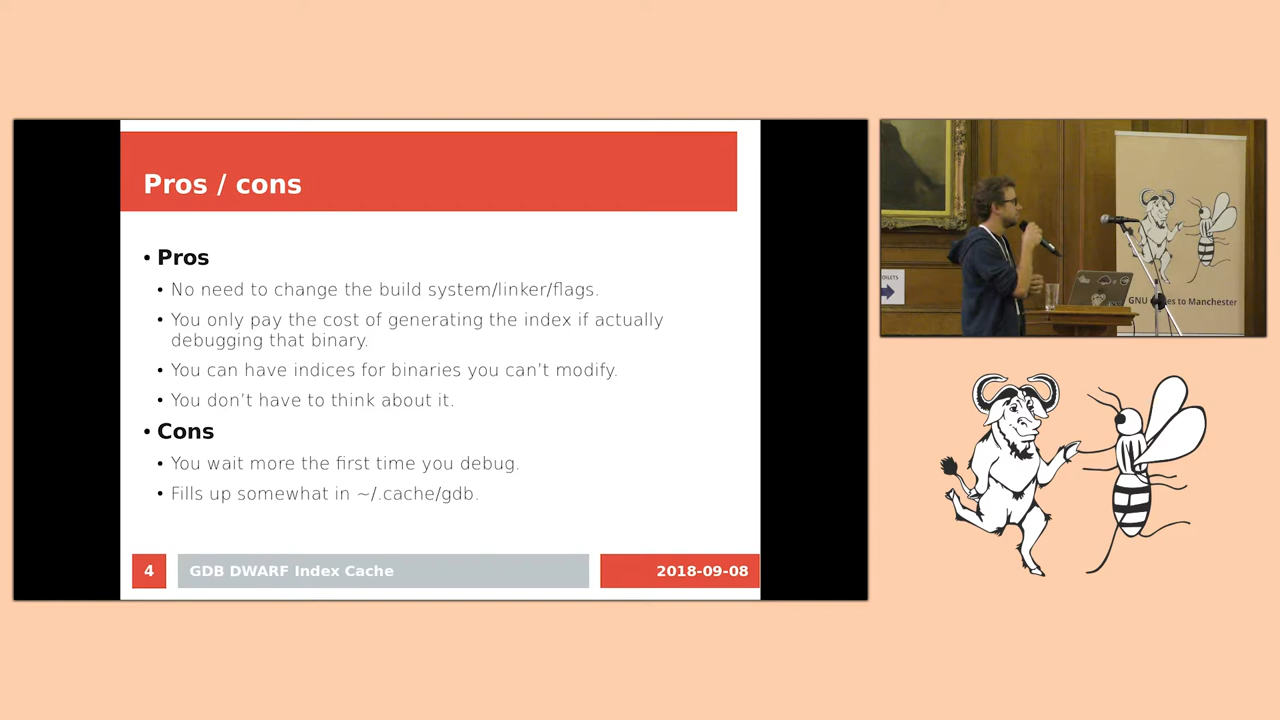 Pros / cons
• Pros
• No need to change the build system/linker/flags.
• You only pay the cost of generating the index if actually
debugging that binary.
• You can have indices for binaries you can’t modify.
• You don’t have to think about it.
• Cons
• You wait more the first time you debug.
• Fills up somewhat in ~/.cache/gdb.
4
GDB DWARF Index Cache
2018-09-08
to Manchester